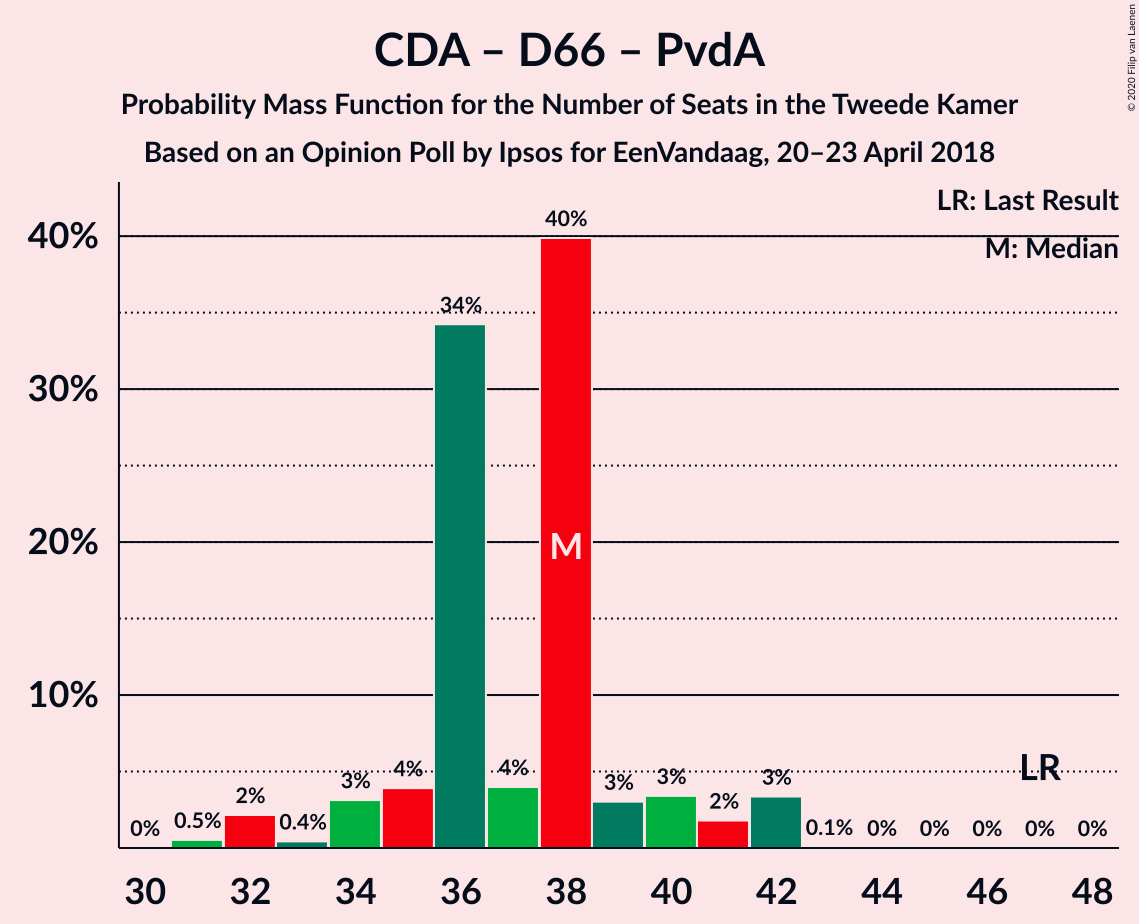 CDA – D66 – PvdA
Probability Mass Function for the Number of Seats in the Tweede Kamer
Based on an Opinion Poll by Ipsos for EenVandaag, 20–23 April 2018
© 2020 Filip van Laenen
LR: Last Result
M: Median
40%
30%
20%
10%
0%
0.5%
2%
0.4%
3%
4%
34%
4%
40%
M
3%
3%
2%
3%
0.1%
0%
0%
0%
0%
0%
LR
30 32 34 36 38 40 42 44 46 48